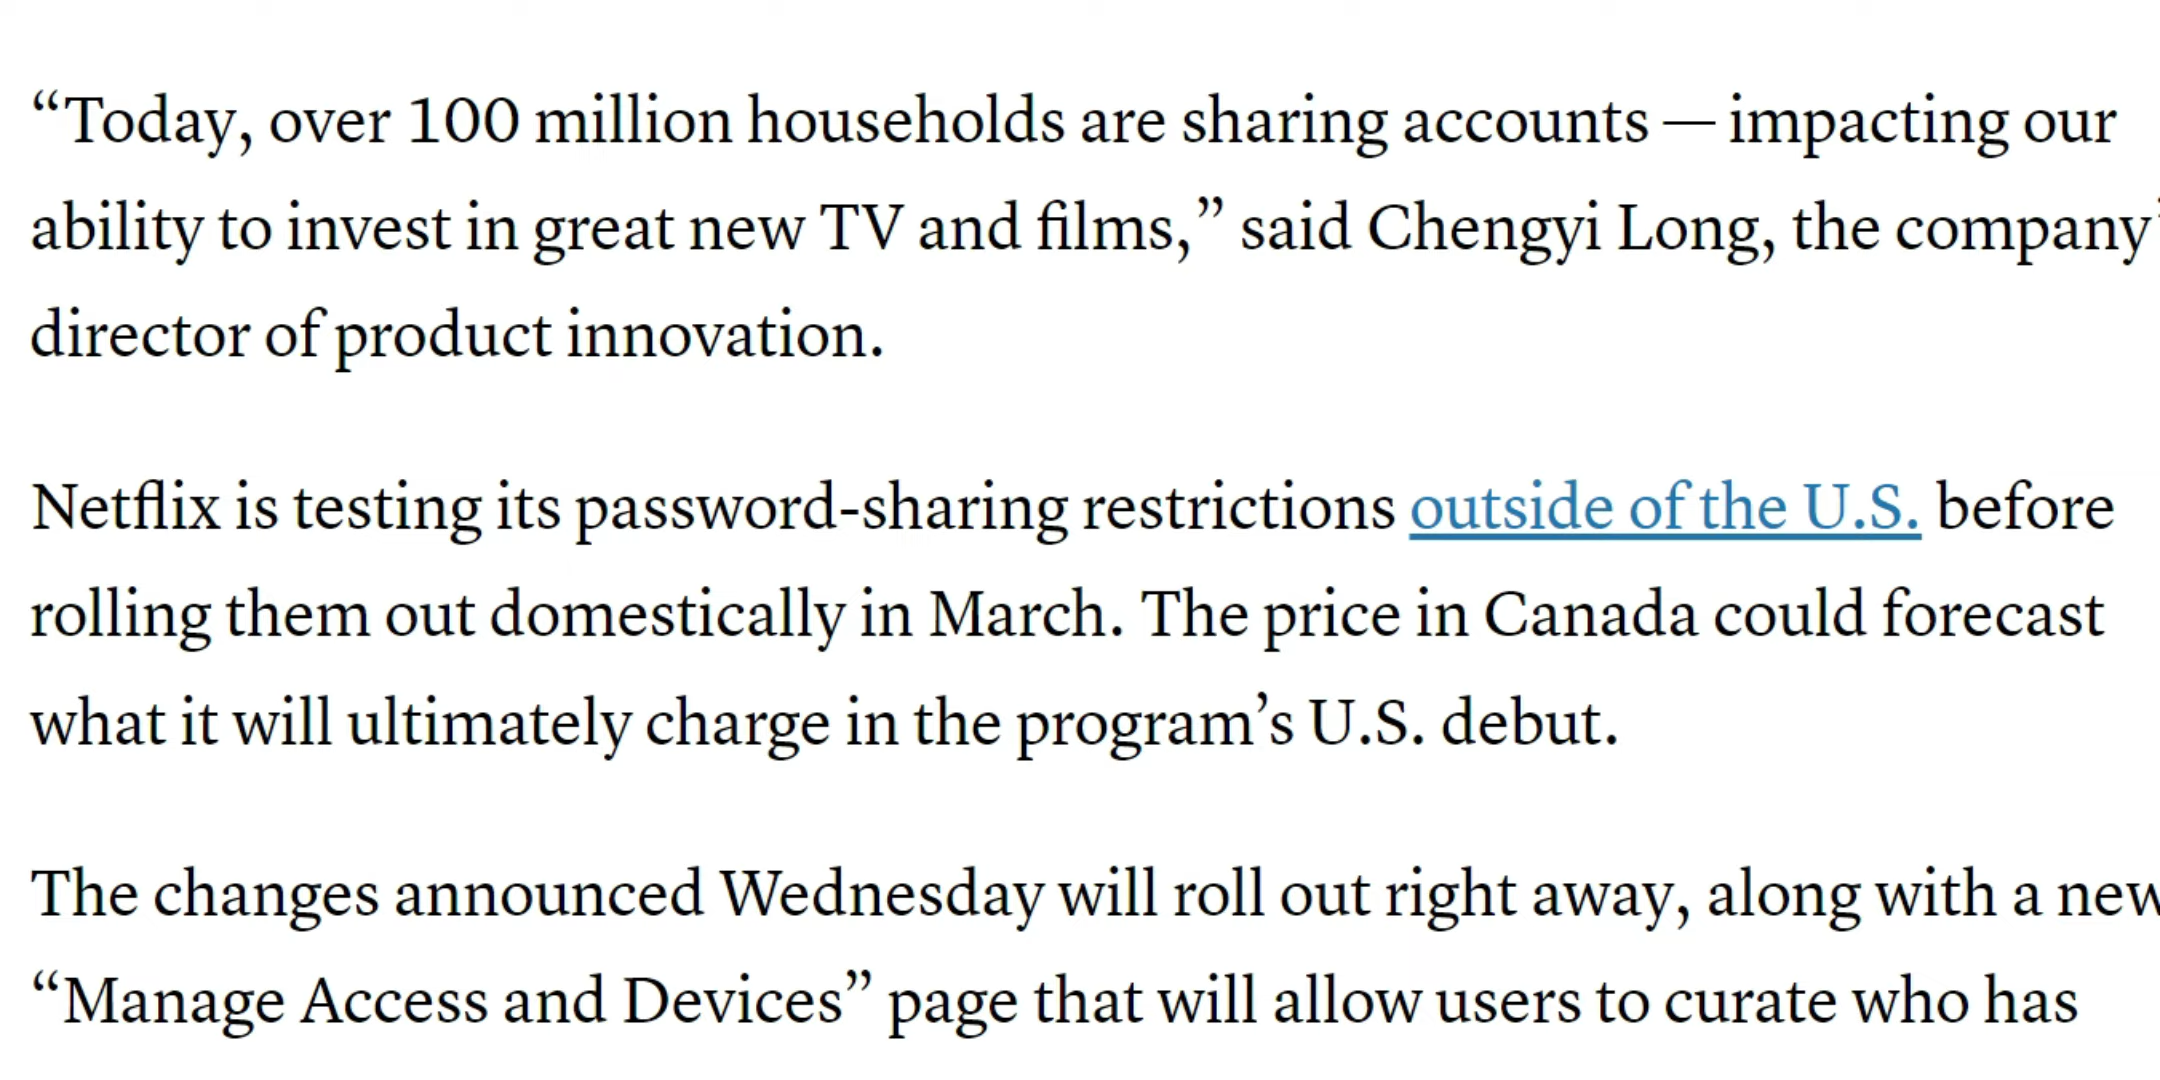 “Today, over 100 million households are sharing accounts — impacting our
ability to invest in great new TV and films,” said Chengyi Long, the company’
director of product innovation.
Netflix is testing its password-sharing restrictions outside of the U.S. before
rolling them out domestically in March. The price in Canada could forecast
what it will ultimately charge in the program’s U.S. debut.
The changes announced Wednesday will roll out right away, along with a new
“Manage Access and Devices” page that will allow users to curate who has